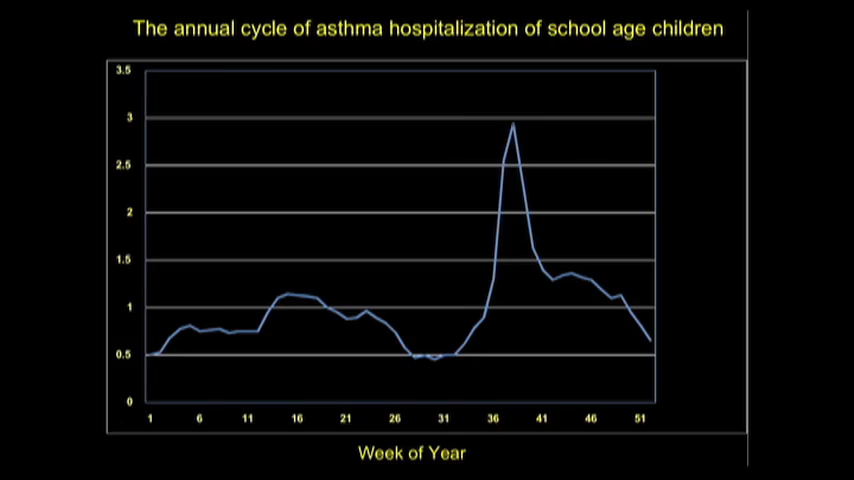 The annual cycle of asthma hospitalization of school age children
3.5
3
2.5
2
1.5
1
0.5
0
1 6 11 16 21 26 31 36 41 46 51
Week of Year